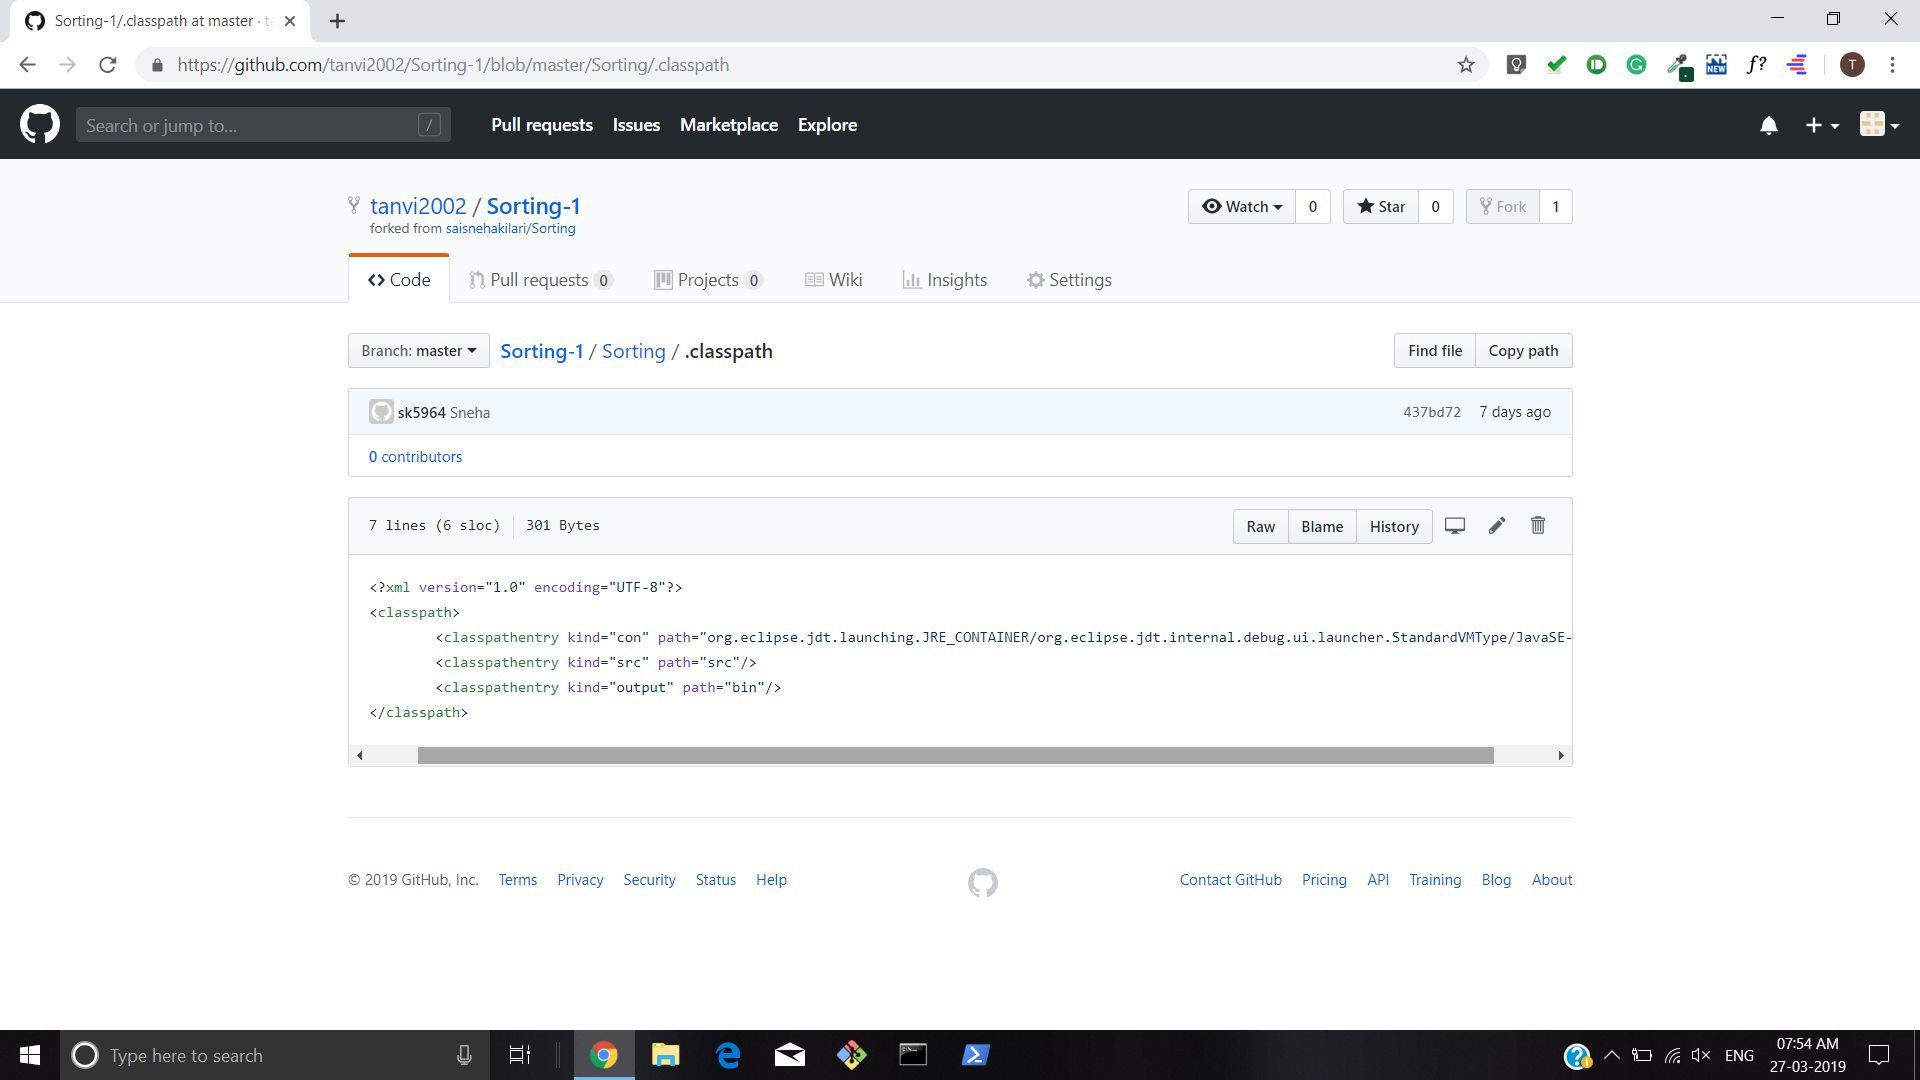 Sorting-1/.classpath at master · ta
https://github.com/tanvi2002/Sorting-1/blob/master/Sorting/.classpath
NEW
f?
T
Search or jump to...
/
Pull requests
Issues
Marketplace
Explore
tanvi2002 / Sorting-1
forked from saisnehakilari/Sorting
Watch 0
Star 0
Fork 1
Code
Pull requests 0
Projects 0
Wiki
Insights
Settings
Branch: master
Sorting-1 / Sorting / .classpath
Find file
Copy path
sk5964 Sneha
437bd72 7 days ago
0 contributors
7 lines (6 sloc) 301 Bytes
Raw
Blame
History
<?xml version="1.0" encoding="UTF-8"?>
<classpath>
<classpathentry kind="con" path="org.eclipse.jdt.launching.JRE_CONTAINER/org.eclipse.jdt.internal.debug.ui.launcher.StandardVMType/JavaSE-
<classpathentry kind="src" path="src"/>
<classpathentry kind="output" path="bin"/>
</classpath>
© 2019 GitHub, Inc.
Terms
Privacy
Security
Status
Help
Contact GitHub
Pricing
API
Training
Blog
About
Type here to search
ENG
07:54 AM
27-03-2019